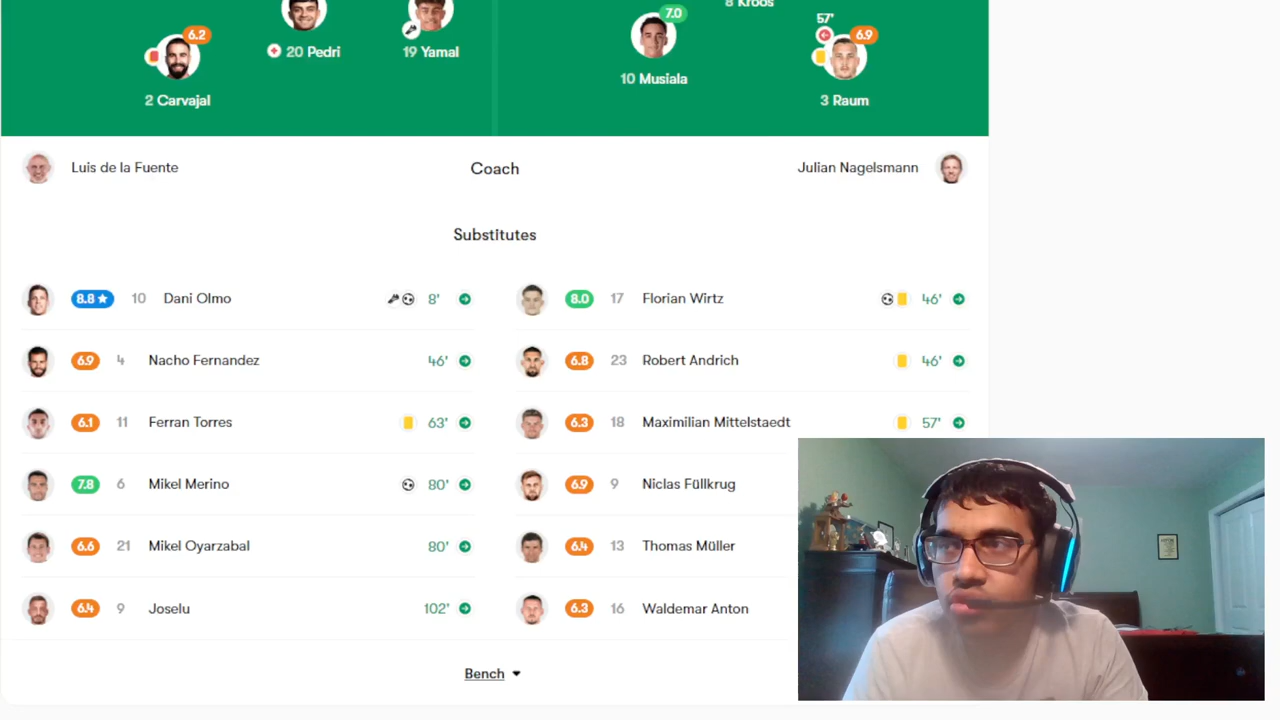 8 Kroos
7.0
57'
6.2
6.9
20 Pedri
19 Yamal
10 Musiala
2 Carvajal
3 Raum
Luis de la Fuente
Coach
Julian Nagelsmann
Substitutes
8.8 ★ 10 Dani Olmo 8'
8.0 17 Florian Wirtz 46'
6.9 4 Nacho Fernandez 46'
6.8 23 Robert Andrich 46'
6.1 11 Ferran Torres 63'
6.3 18 Maximilian Mittelstaedt 57'
7.8 6 Mikel Merino 80'
6.9 9 Niclas Füllkrug
6.6 21 Mikel Oyarzabal 80'
6.4 13 Thomas Müller
6.4 9 Joselu 102'
6.3 16 Waldemar Anton
Bench